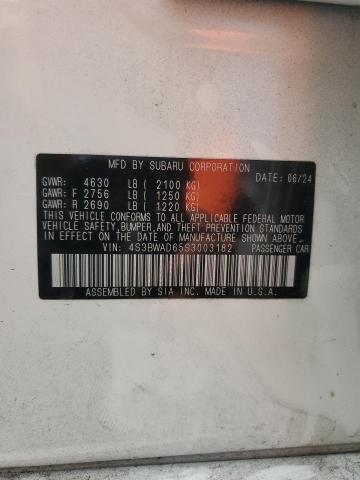 MFD BY SUBARU CORPORATION
GVWR: 4630 LB ( 2100 KG) DATE: 06/24
GAWR: F 2756 LB ( 1250 KG)
GAWR: R 2690 LB ( 1220 KG)
THIS VEHICLE CONFORMS TO ALL APPLICABLE FEDERAL MOTOR
VEHICLE SAFETY, BUMPER, AND THEFT PREVENTION STANDARDS
IN EFFECT ON THE DATE OF MANUFACTURE SHOWN ABOVE.
VIN: 4S3BWAD65S3003182 PASSENGER CAR
ASSEMBLED BY SIA INC. MADE IN U.S.A.